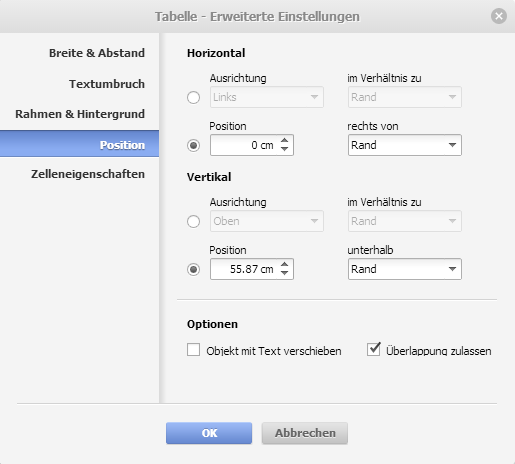 Tabelle - Erweiterte Einstellungen
Breite & Abstand
Textumbruch
Rahmen & Hintergrund
Position
Zelleneigenschaften
Horizontal
Ausrichtung im Verhältnis zu
Links Rand
Position rechts von
0 cm Rand
Vertikal
Ausrichtung im Verhältnis zu
Oben Rand
Position unterhalb
55.87 cm Rand
Optionen
Objekt mit Text verschieben Überlappung zulassen
OK Abbrechen